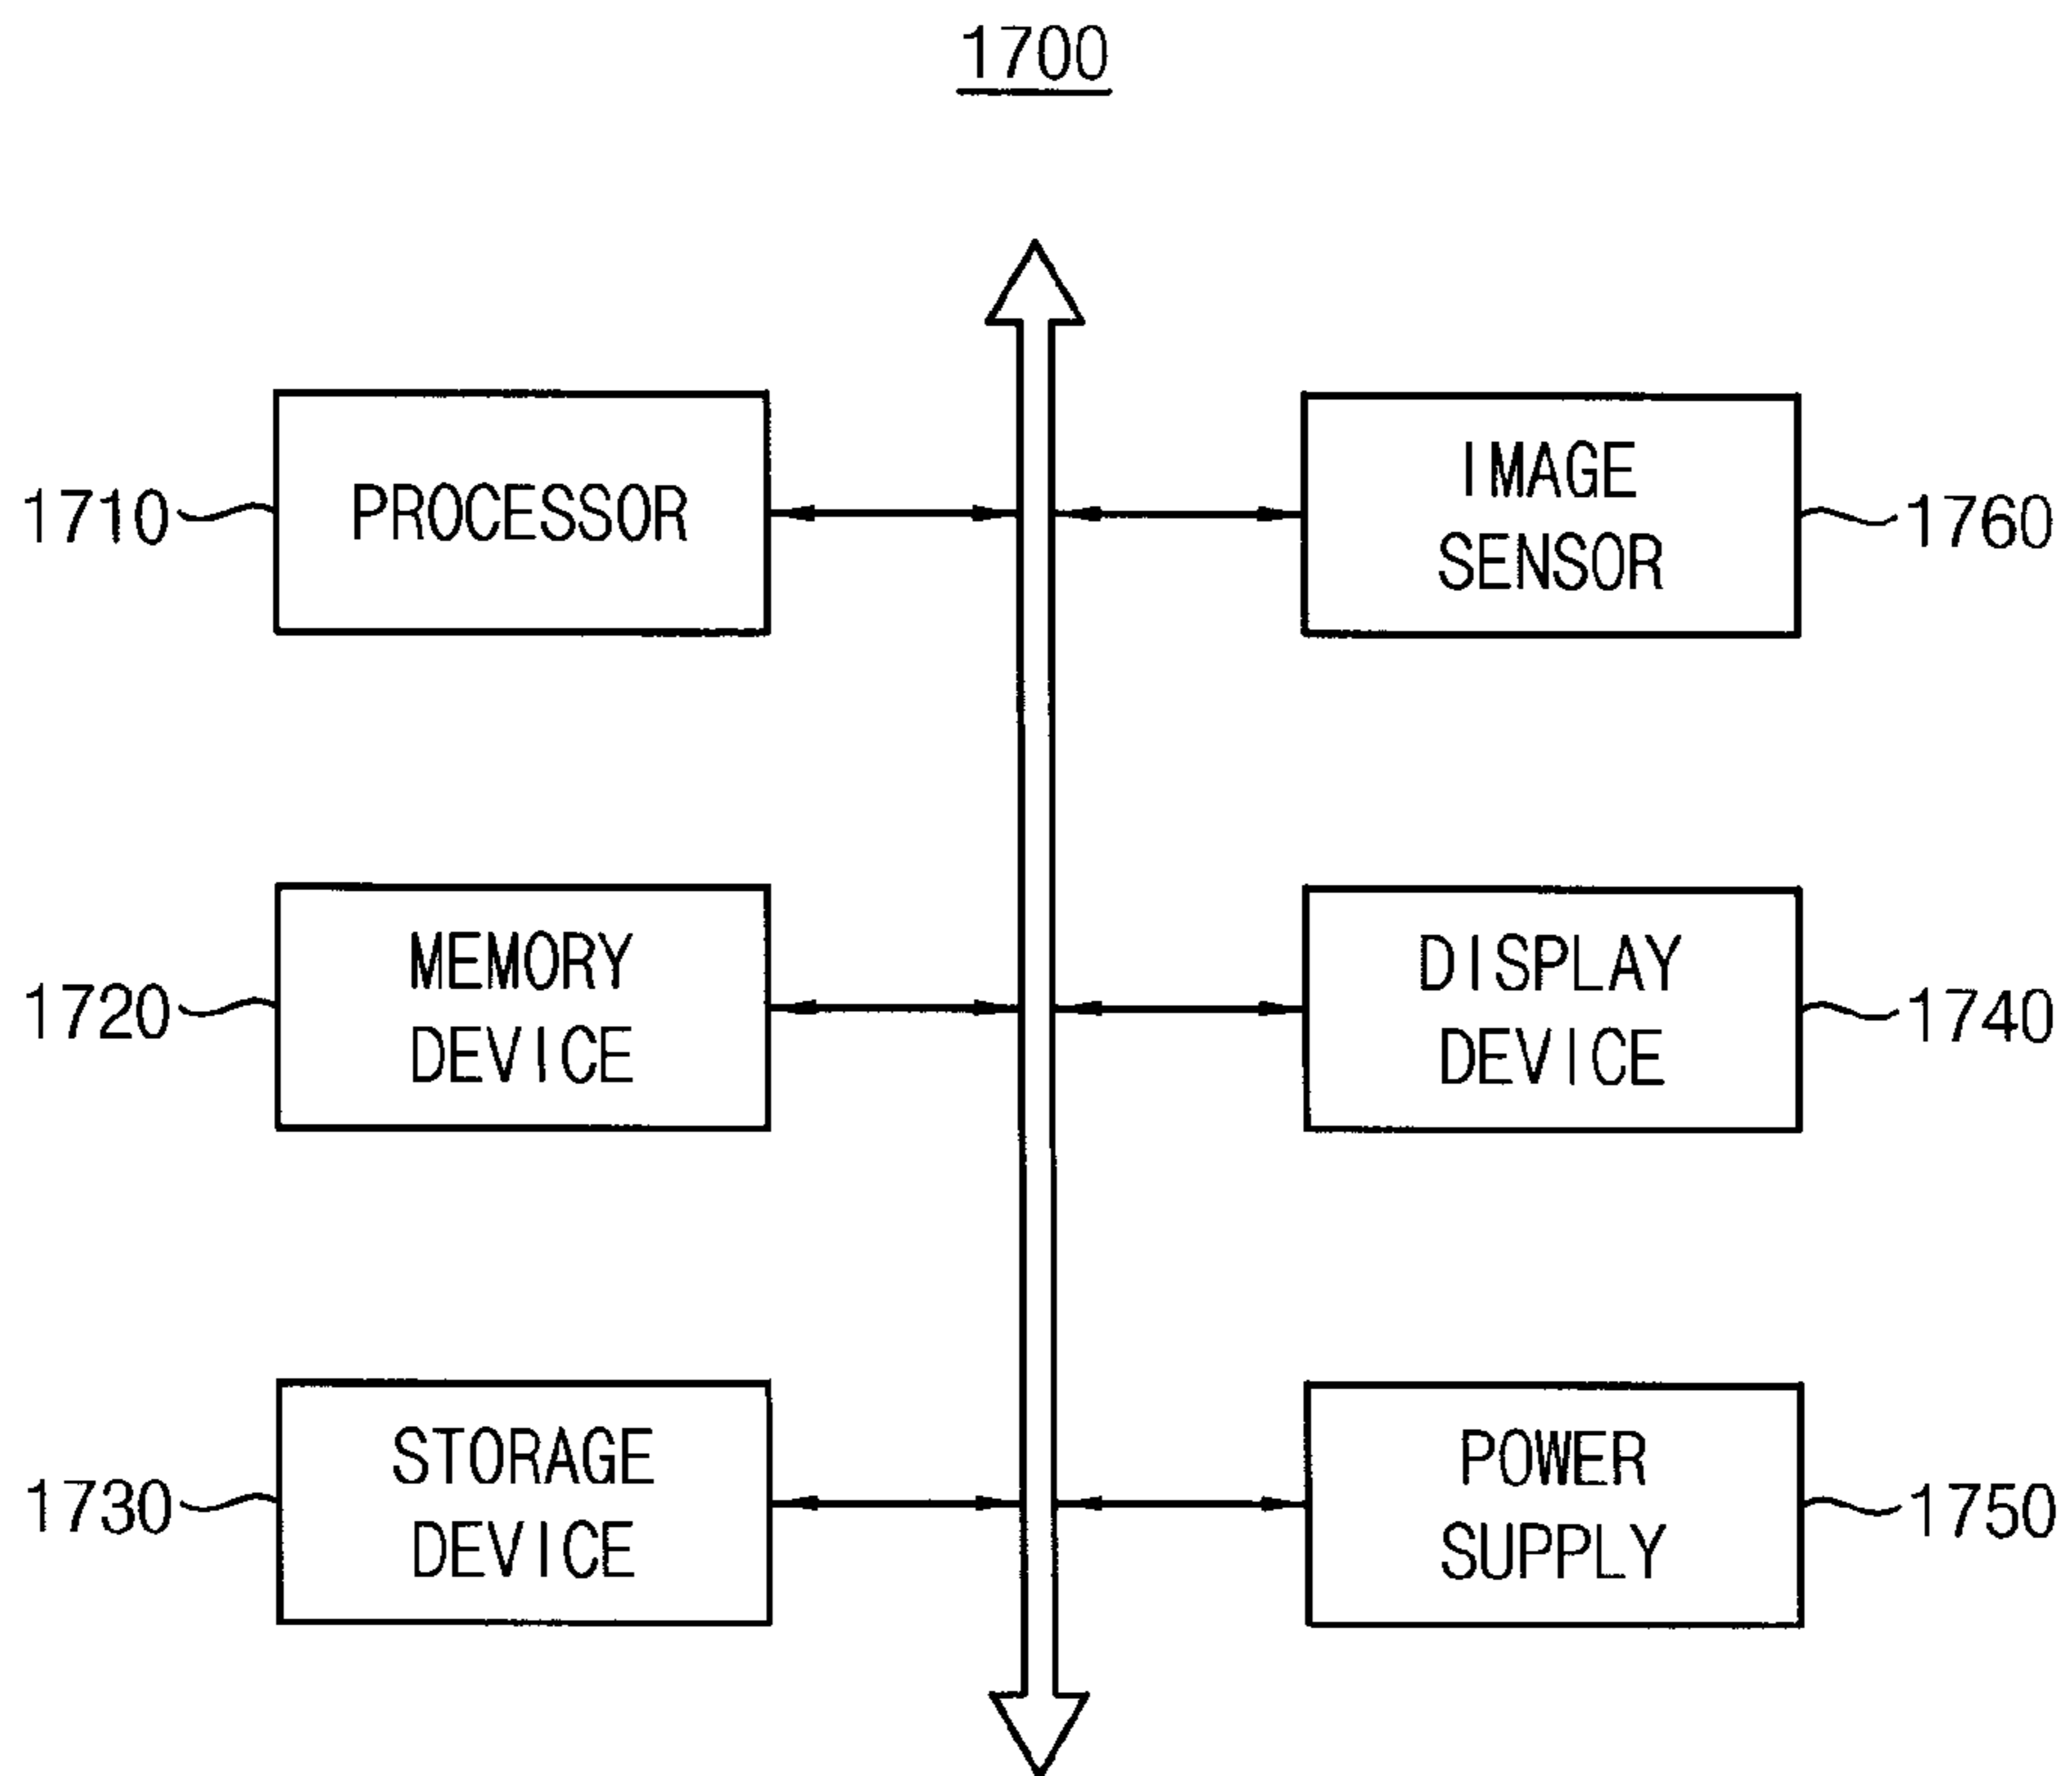 1700
1710
PROCESSOR
IMAGE
SENSOR
1760
1720
MEMORY
DEVICE
DISPLAY
DEVICE
1740
1730
STORAGE
DEVICE
POWER
SUPPLY
1750